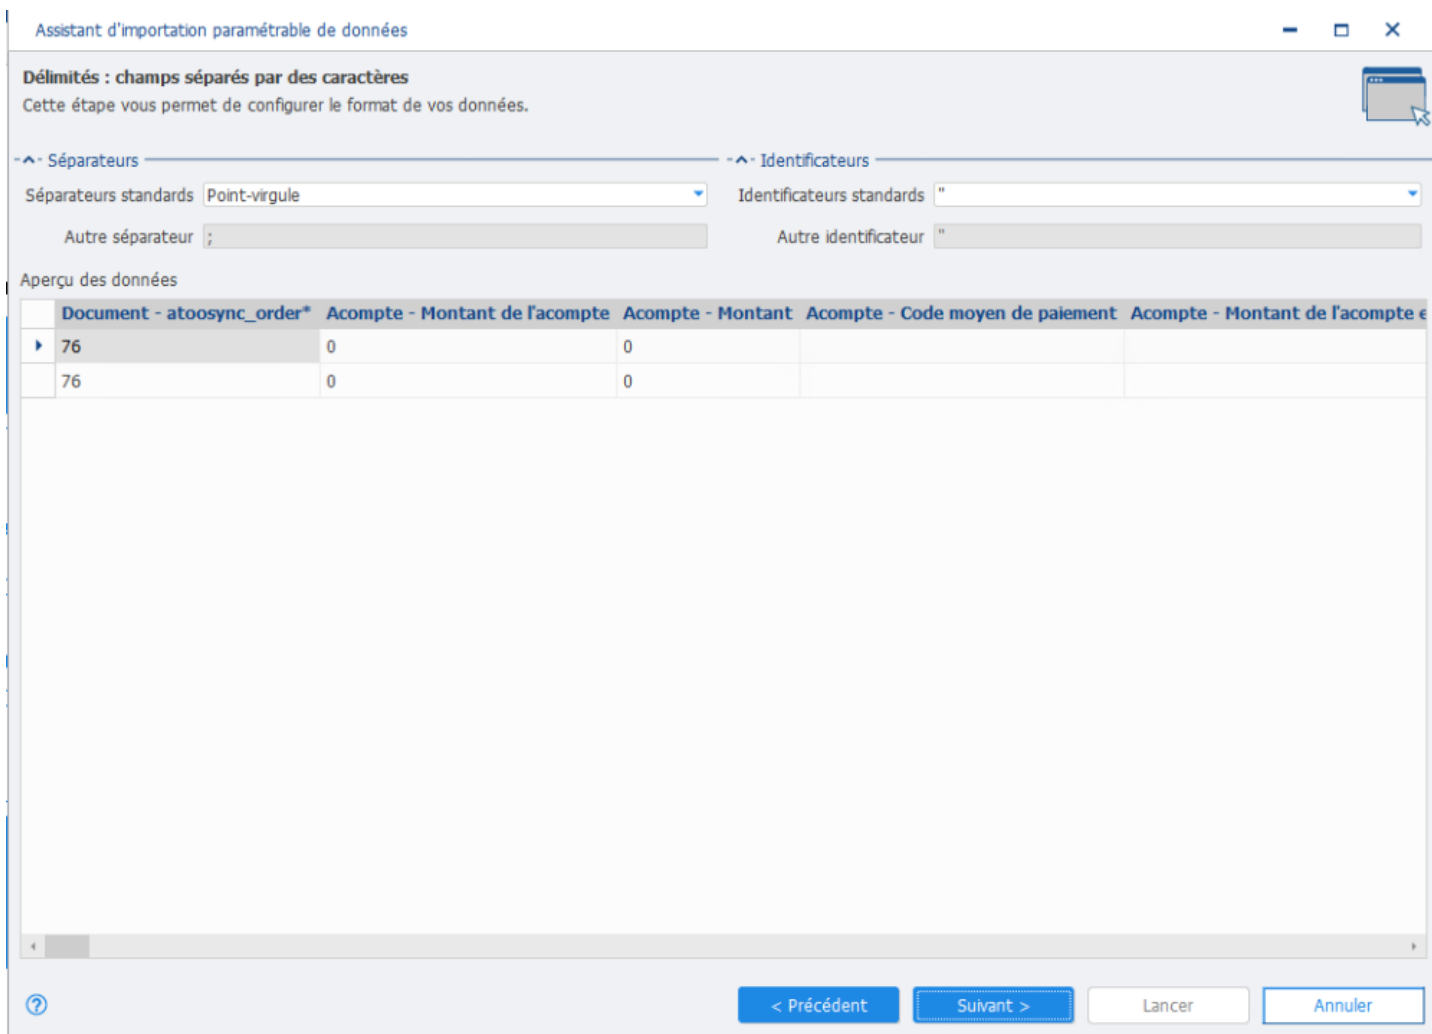 Assistant d'importation paramétrable de données
Délimités : champs séparés par des caractères
Cette étape vous permet de configurer le format de vos données.
Séparateurs
Identificateurs
Séparateurs standards Point-virgule
Identificateurs standards "
Autre séparateur ;
Autre identificateur "
Aperçu des données
Document - atoosync_order* Acompte - Montant de l'acompte Acompte - Montant Acompte - Code moyen de paiement Acompte - Montant de l'acompte e
76 0 0
76 0 0
? < Précédent Suivant > Lancer Annuler